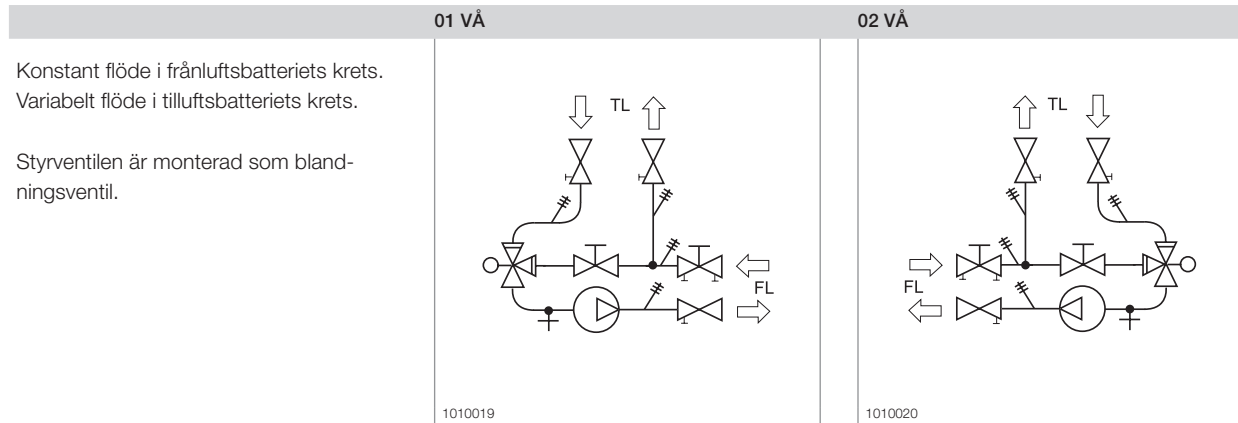 01 VÅ
02 VÅ
Konstant flöde i frånluftsbatteriets krets.
Variabelt flöde i tilluftsbatteriets krets.
Styrventilen är monterad som bland-
ningsventil.
TL
FL
1010019
TL
FL
1010020